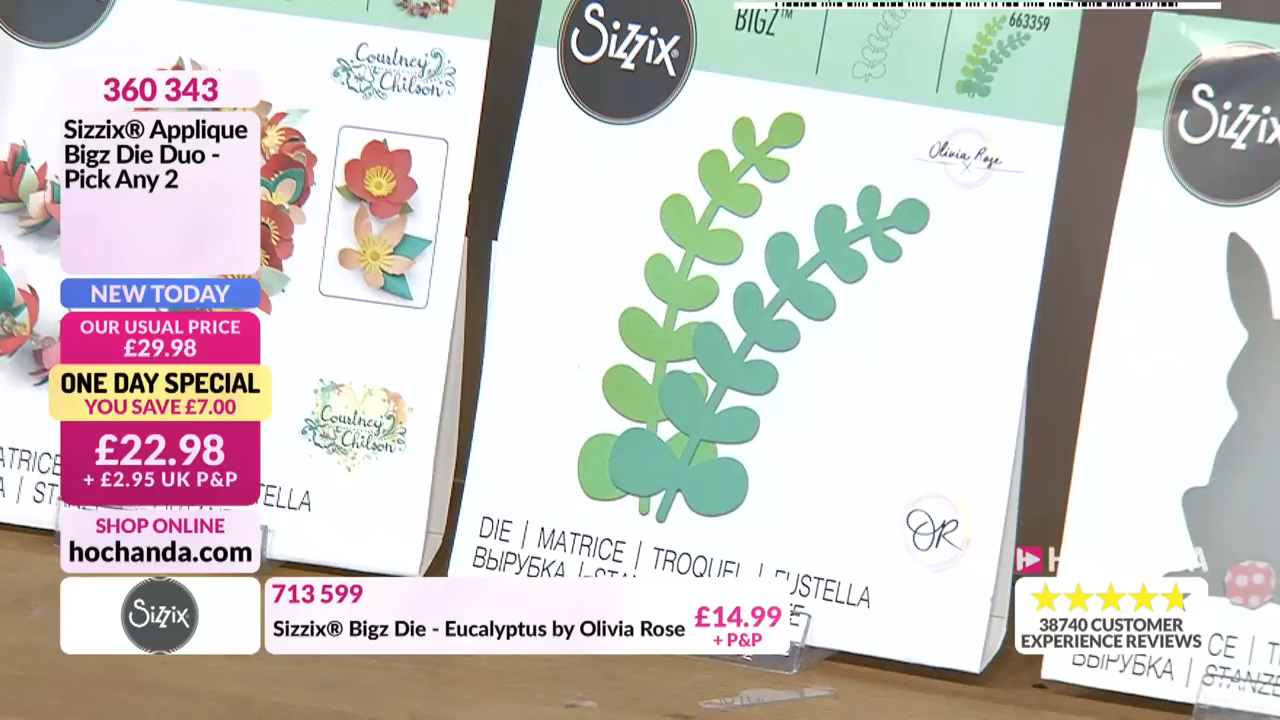 360 343
Sizzix® Applique
Bigz Die Duo -
Pick Any 2
NEW TODAY
OUR USUAL PRICE
£29.98
ONE DAY SPECIAL
YOU SAVE £7.00
£22.98
+ £2.95 UK P&P
SHOP ONLINE
hochanda.com
Sizzix
713 599
Sizzix® Bigz Die - Eucalyptus by Olivia Rose
£14.99
+ P&P
38740 CUSTOMER
EXPERIENCE REVIEWS
Courtney
Chilson
Courtney
Chilson
Sizzix®
BIGZ™
663359
Olivia Rose
X
OR
DIE | MATRICE | TROQUEL | FUSTELLA
ВЫРУБКА
Sizzix
ВЫРУБКА | STANZE